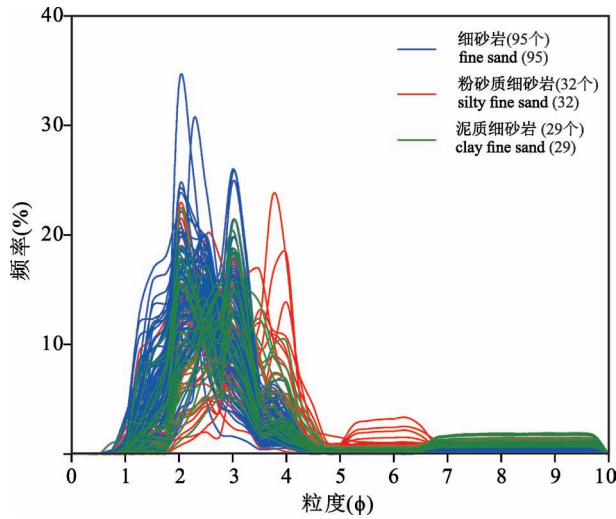 40
30
20
10
0
频率(%)
细砂岩(95个)
fine sand (95)
粉砂质细砂岩(32个)
silty fine sand (32)
泥质细砂岩 (29个)
clay fine sand (29)
0 1 2 3 4 5 6 7 8 9 10
粒度(ϕ)